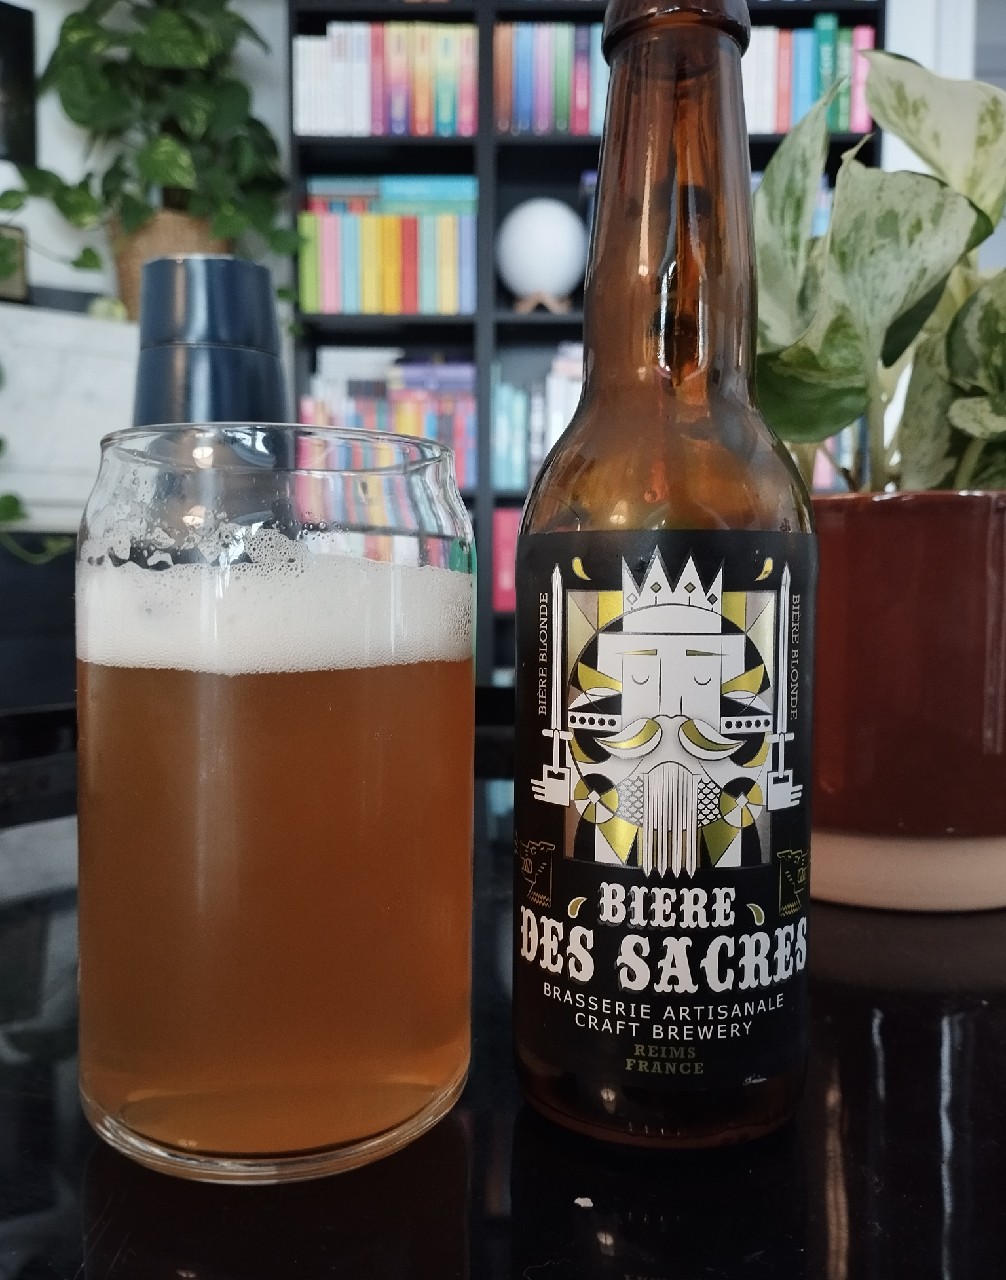 BIÈRE BLONDE
BIÈRE BLONDE
BIERE
DES SACRES
BRASSERIE ARTISANALE
CRAFT BREWERY
REIMS
FRANCE